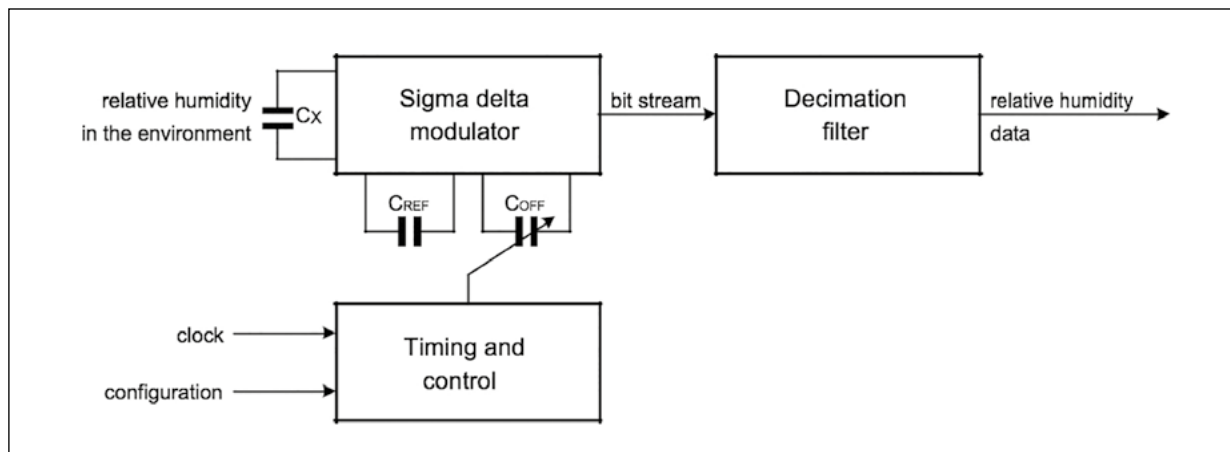 relative humidity
in the environment
CX
Sigma delta
modulator
bit stream
Decimation
filter
relative humidity
data
CREF
COFF
clock
configuration
Timing and
control